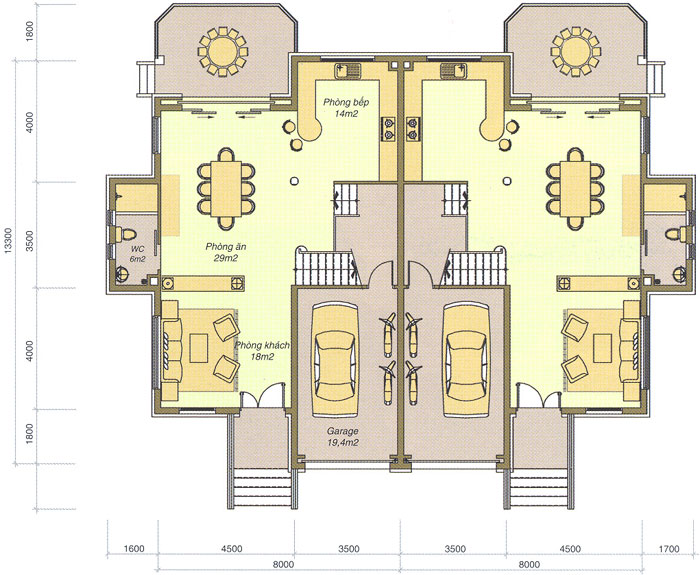 1800
4000
13300
3500
4000
1800
Phòng bếp
14m2
WC
6m2
Phòng ăn
29m2
Phòng khách
18m2
Garage
19,4m2
1600
4500
3500
3500
4500
1700
8000
8000